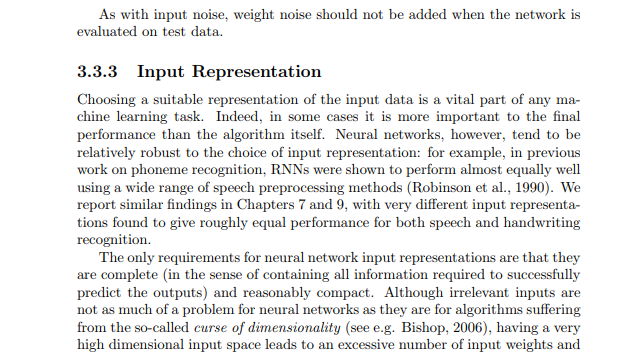 As with input noise, weight noise should not be added when the network is
evaluated on test data.
3.3.3 Input Representation
Choosing a suitable representation of the input data is a vital part of any ma-
chine learning task. Indeed, in some cases it is more important to the final
performance than the algorithm itself. Neural networks, however, tend to be
relatively robust to the choice of input representation: for example, in previous
work on phoneme recognition, RNNs were shown to perform almost equally well
using a wide range of speech preprocessing methods (Robinson et al., 1990). We
report similar findings in Chapters 7 and 9, with very different input representa-
tions found to give roughly equal performance for both speech and handwriting
recognition.
The only requirements for neural network input representations are that they
are complete (in the sense of containing all information required to successfully
predict the outputs) and reasonably compact. Although irrelevant inputs are
not as much of a problem for neural networks as they are for algorithms suffering
from the so-called curse of dimensionality (see e.g. Bishop, 2006), having a very
high dimensional input space leads to an excessive number of input weights and